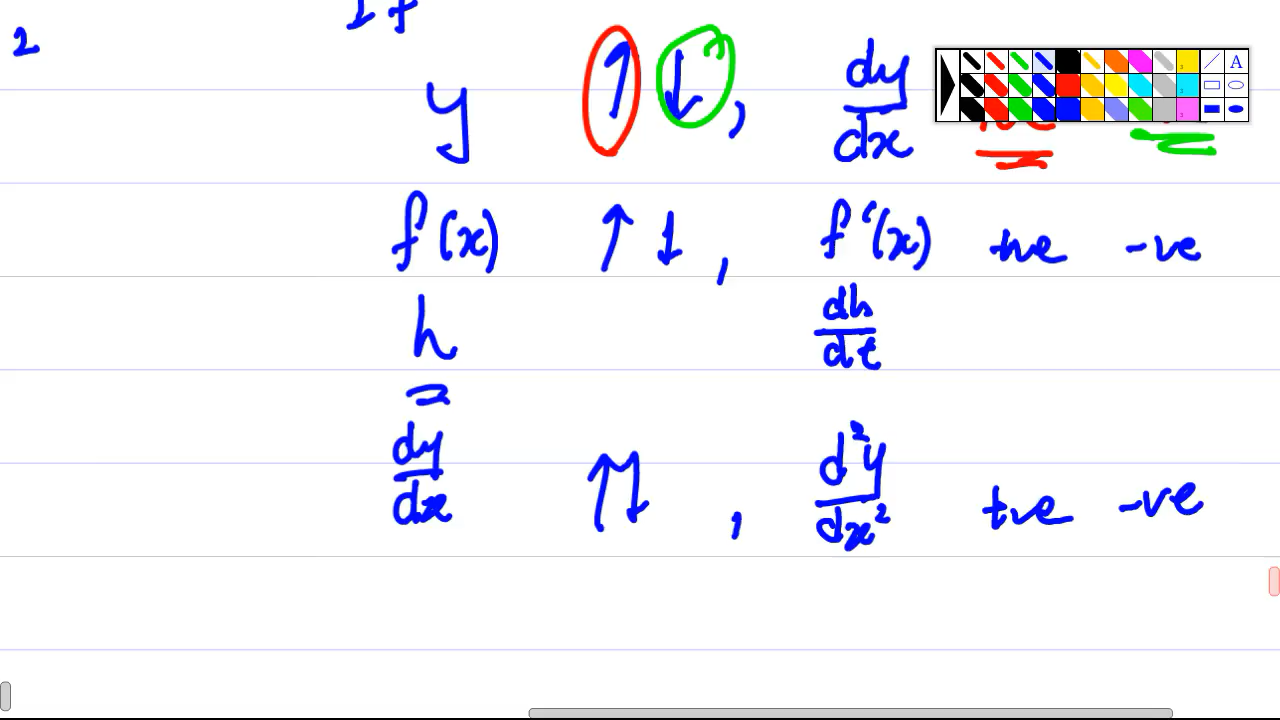 2
If
y ↑ ↓, dy/dx
f(x) ↑ ↓, f'(x) +ve -ve
h dh/dt
dy/dx ↑↓, d²y/dx² +ve -ve
A